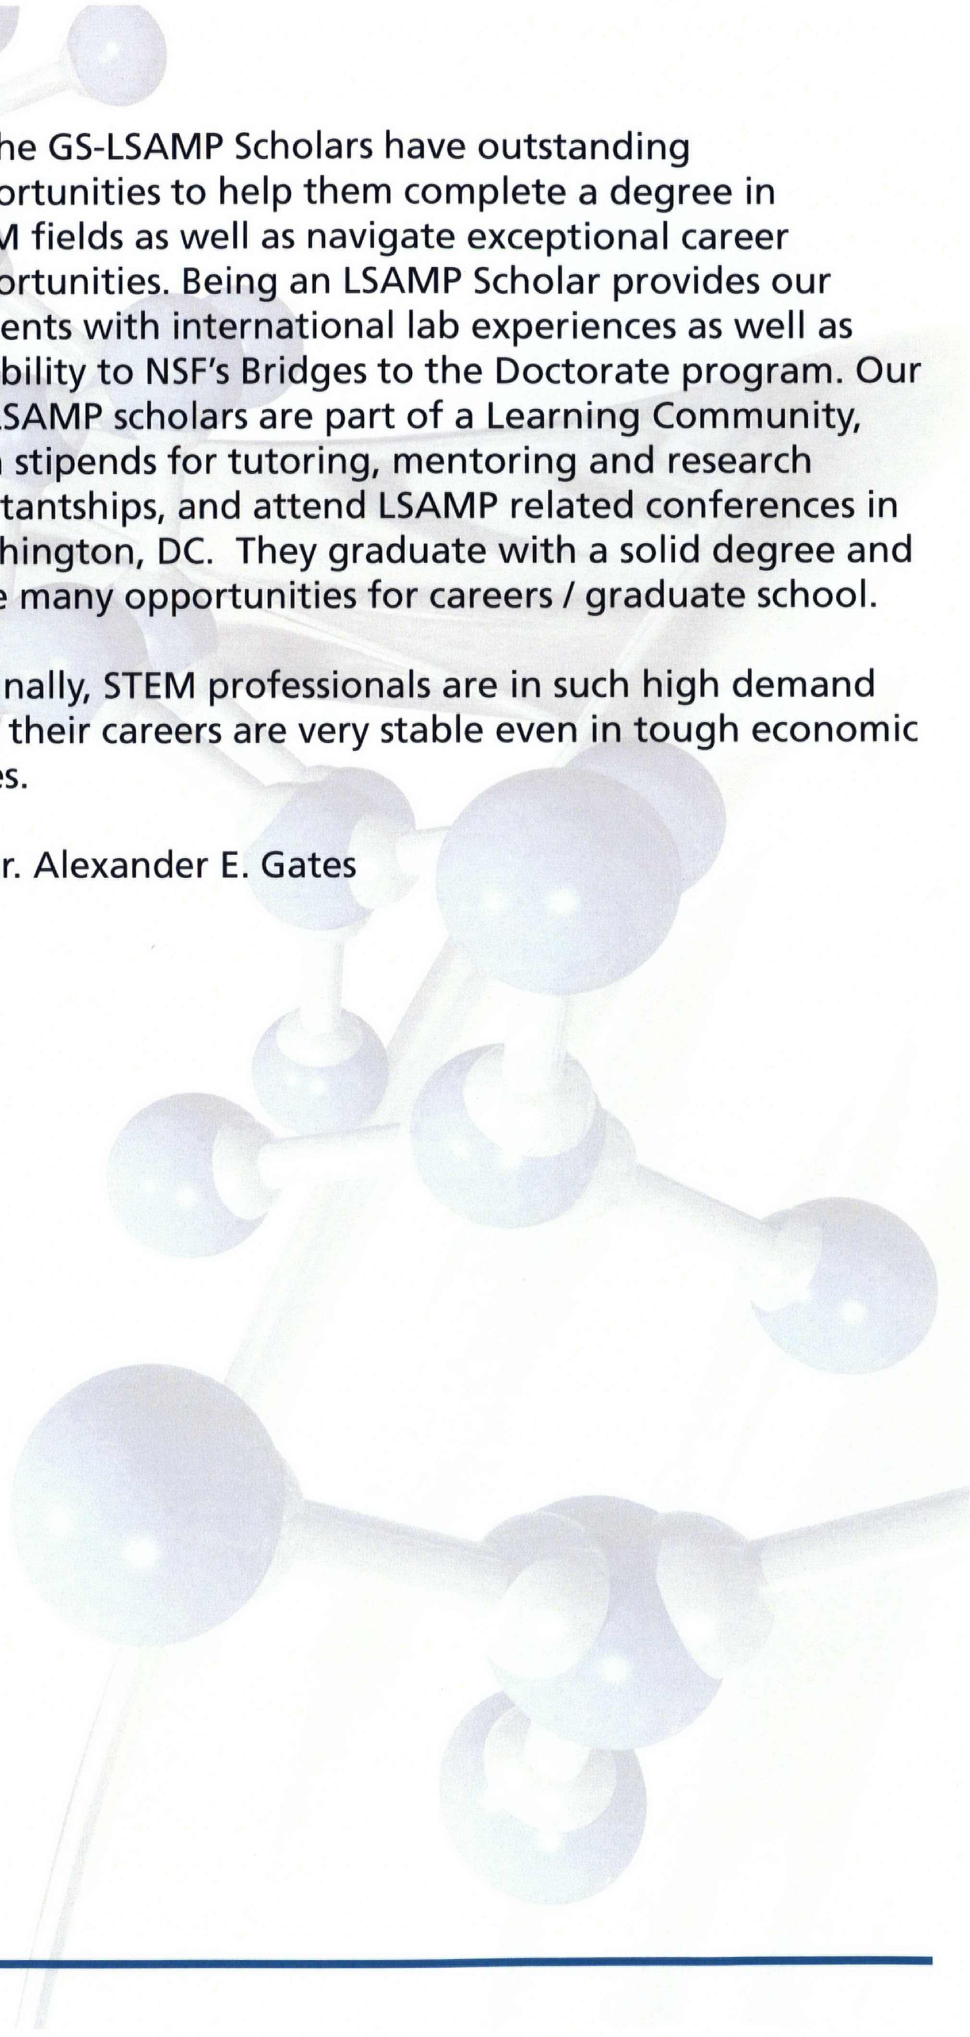 he GS-LSAMP Scholars have outstanding
ortunities to help them complete a degree in
M fields as well as navigate exceptional career
ortunities. Being an LSAMP Scholar provides our
ents with international lab experiences as well as
bility to NSF's Bridges to the Doctorate program. Our
LSAMP scholars are part of a Learning Community,
stipends for tutoring, mentoring and research
tantships, and attend LSAMP related conferences in
hington, DC. They graduate with a solid degree and
e many opportunities for careers / graduate school.
nally, STEM professionals are in such high demand
their careers are very stable even in tough economic
es.
r. Alexander E. Gates